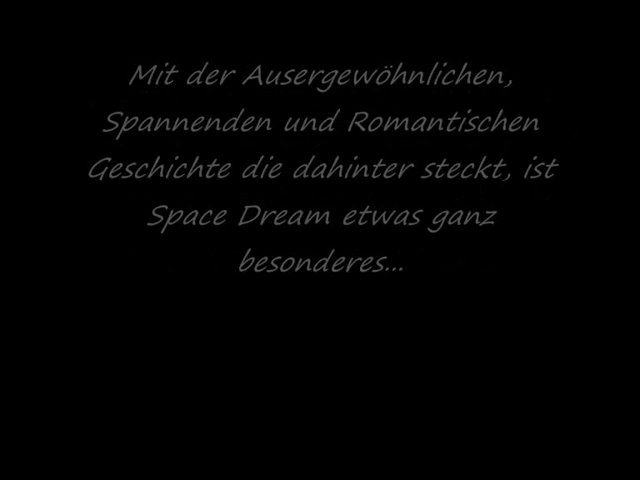 Mit der Ausergewöhnlichen,
Spannenden und Romantischen
Geschichte die dahinter steckt, ist
Space Dream etwas ganz
besonderes...